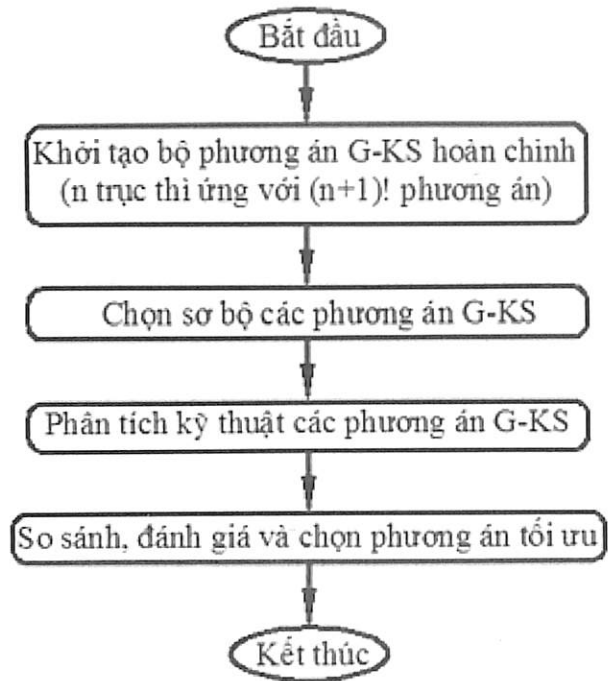 Bắt đầu
Khởi tạo bộ phương án G-KS hoàn chỉnh
(n trục thì ứng với (n+1)! phương án)
Chọn sơ bộ các phương án G-KS
Phân tích kỹ thuật các phương án G-KS
So sánh, đánh giá và chọn phương án tối ưu
Kết thúc